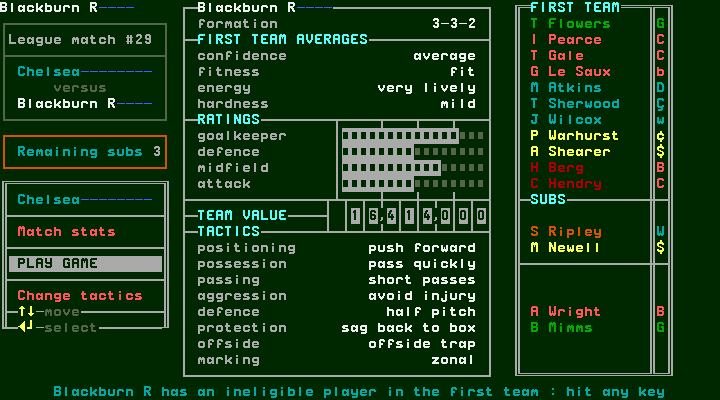 Blackburn R
League match #29
Chelsea
versus
Blackburn R
Remaining subs 3
Chelsea
Match stats
PLAY GAME
Change tactics
↑↓ move
◄┘ select
Blackburn R
formation 3-3-2
FIRST TEAM AVERAGES
confidence average
fitness fit
energy very lively
hardness mild
RATINGS
goalkeeper
defence
midfield
attack
TEAM VALUE 16,414,000
TACTICS
positioning push forward
possession pass quickly
passing short passes
aggression avoid injury
defence half pitch
protection sag back to box
offside offside trap
marking zonal
FIRST TEAM
T Flowers G
I Pearce C
T Gale C
G Le Saux b
M Atkins D
T Sherwood Ç
J Wilcox w
P Warhurst ¢
A Shearer $
H Berg B
C Hendry C
SUBS
S Ripley W
M Newell $
A Wright B
B Mimms G
Blackburn R has an ineligible player in the first team : hit any key